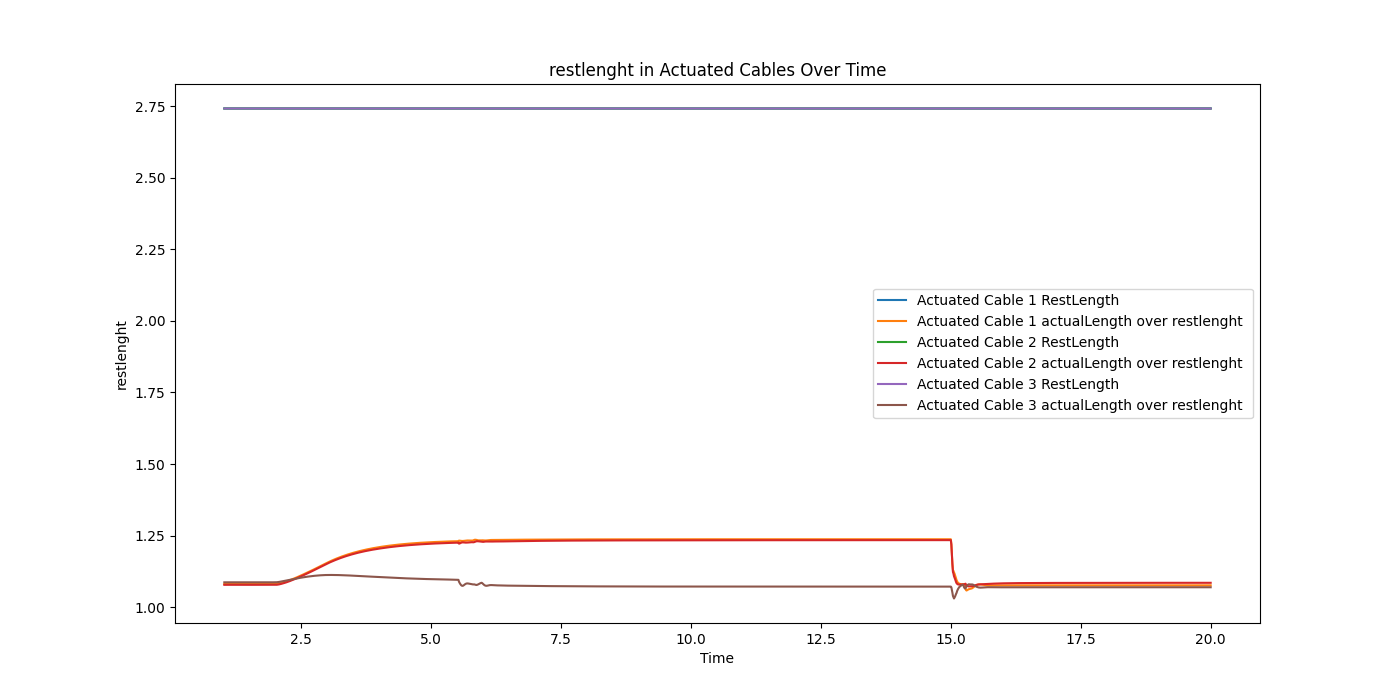 restlenght in Actuated Cables Over Time
2.75
2.50
2.25
2.00
1.75
1.50
1.25
1.00
restlenght
Actuated Cable 1 RestLength
Actuated Cable 1 actualLength over restlenght
Actuated Cable 2 RestLength
Actuated Cable 2 actualLength over restlenght
Actuated Cable 3 RestLength
Actuated Cable 3 actualLength over restlenght
2.5 5.0 7.5 10.0 12.5 15.0 17.5 20.0
Time